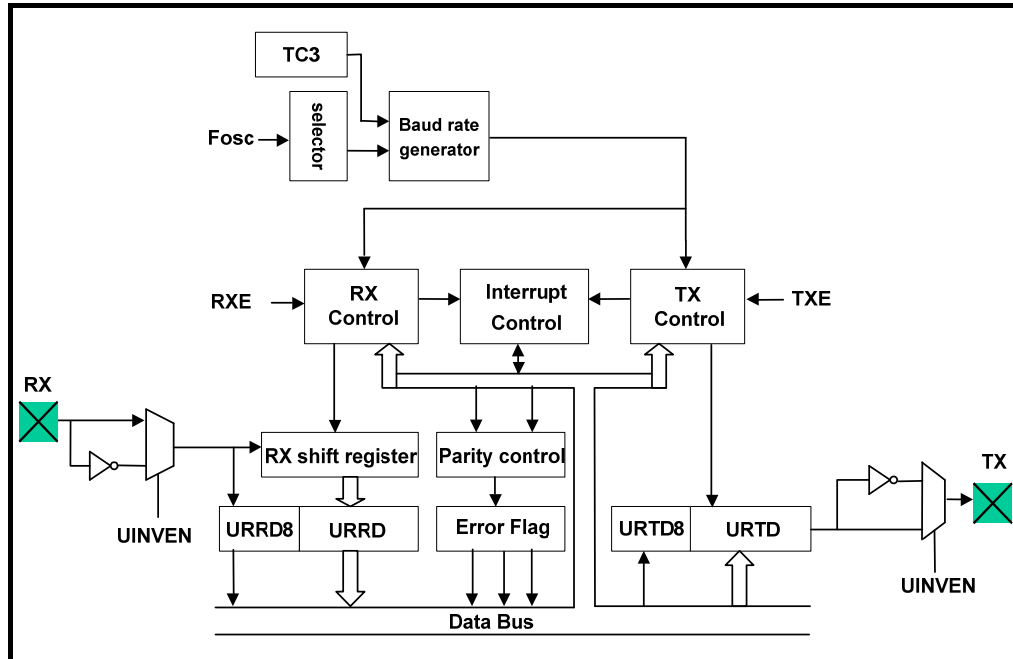 TC3
Fosc
selector
Baud rate
generator
RXE
RX
Control
Interrupt
Control
TX
Control
TXE
RX
RX shift register
Parity control
TX
UINVEN
URRD8
URRD
Error Flag
URTD8
URTD
UINVEN
Data Bus